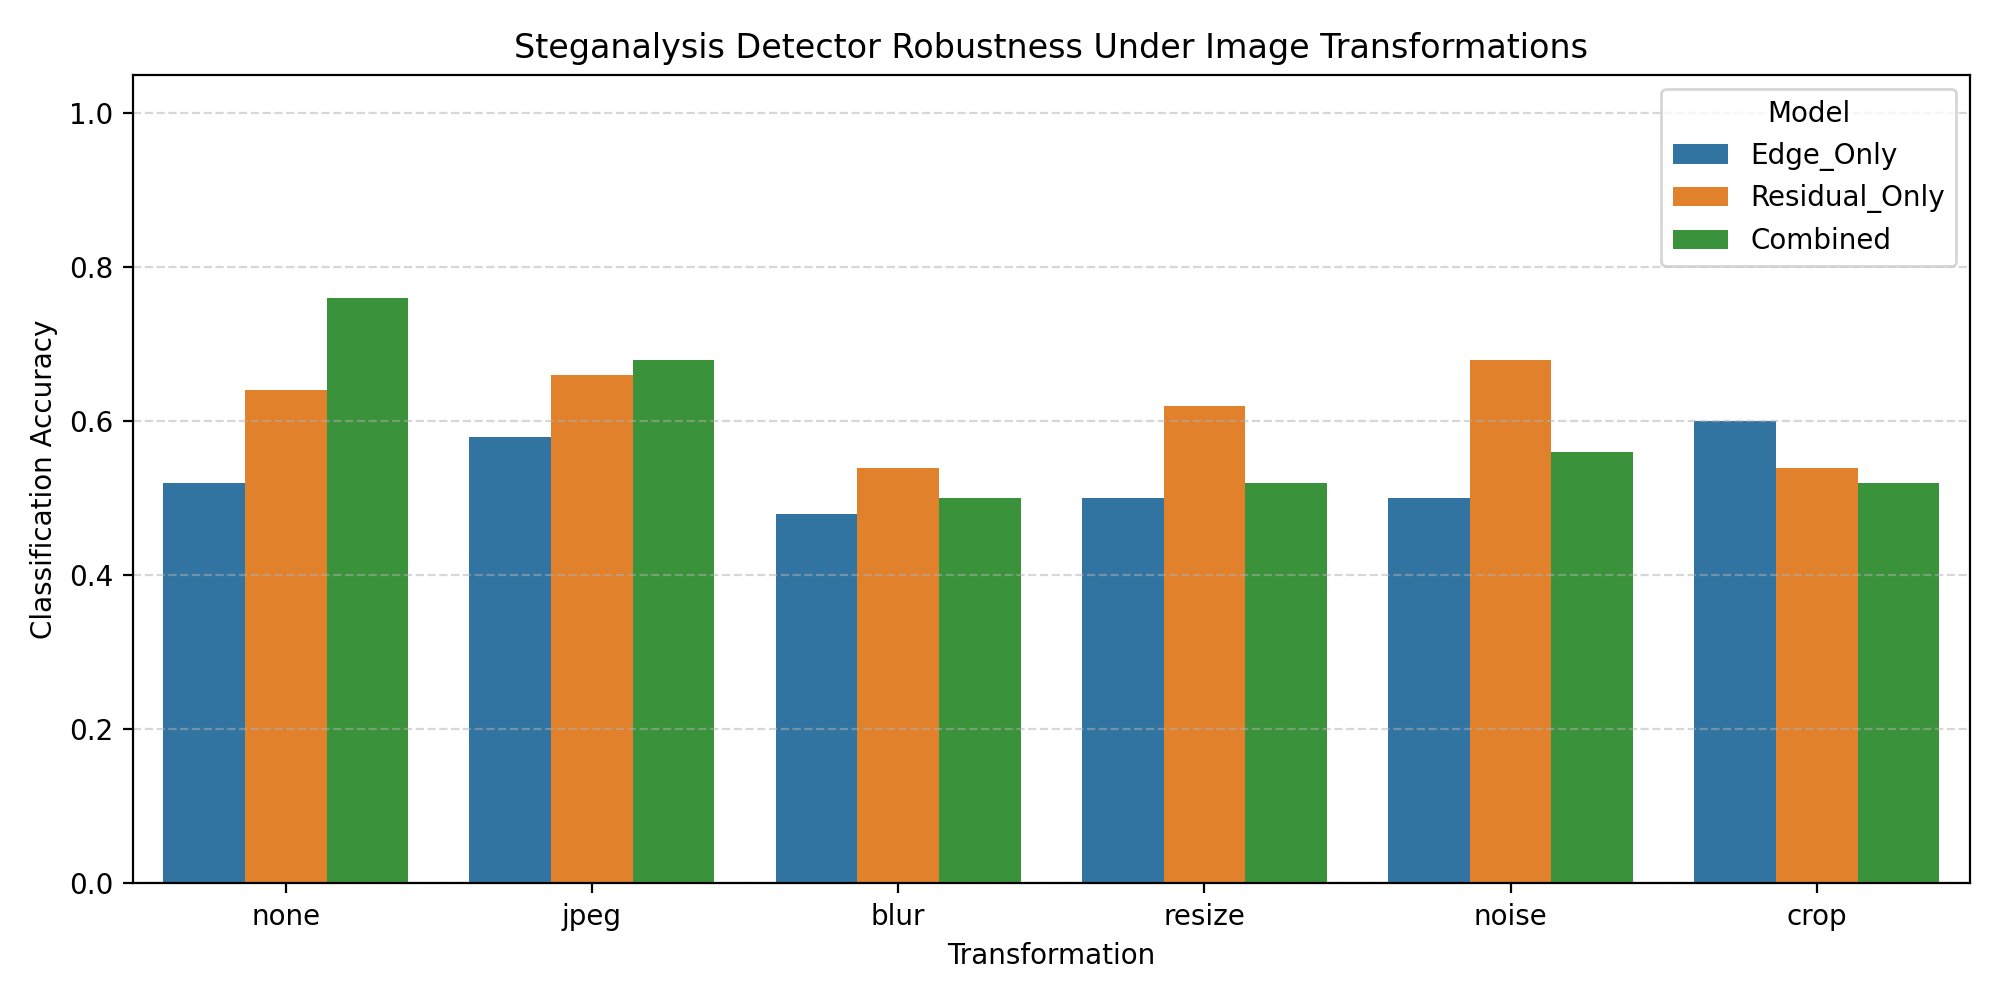 Steganalysis Detector Robustness Under Image Transformations
Model
Edge_Only
Residual_Only
Combined
Classification Accuracy
1.0
0.8
0.6
0.4
0.2
0.0
none jpeg blur resize noise crop
Transformation